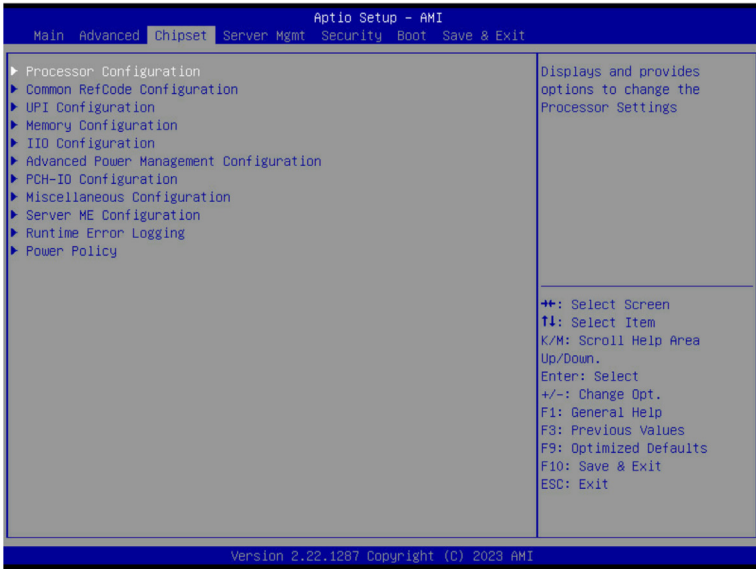 Aptio Setup – AMI
Main Advanced Chipset Server Mgmt Security Boot Save & Exit
▶ Processor Configuration
▶ Common RefCode Configuration
▶ UPI Configuration
▶ Memory Configuration
▶ IIO Configuration
▶ Advanced Power Management Configuration
▶ PCH-IO Configuration
▶ Miscellaneous Configuration
▶ Server ME Configuration
▶ Runtime Error Logging
▶ Power Policy
Displays and provides
options to change the
Processor Settings
→←: Select Screen
↑↓: Select Item
K/M: Scroll Help Area
Up/Down.
Enter: Select
+/-: Change Opt.
F1: General Help
F3: Previous Values
F9: Optimized Defaults
F10: Save & Exit
ESC: Exit
Version 2.22.1287 Copyright (C) 2023 AMI